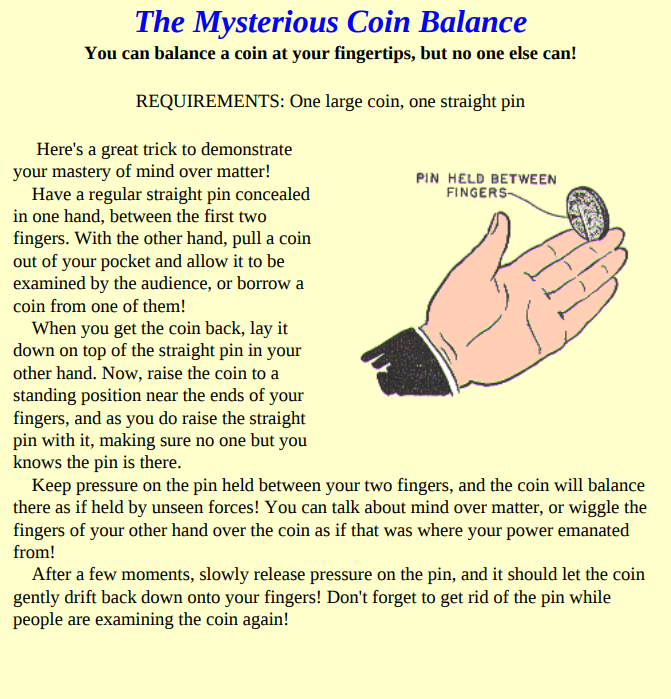 The Mysterious Coin Balance
You can balance a coin at your fingertips, but no one else can!
REQUIREMENTS: One large coin, one straight pin
Here's a great trick to demonstrate
your mastery of mind over matter!
Have a regular straight pin concealed
in one hand, between the first two
fingers. With the other hand, pull a coin
out of your pocket and allow it to be
examined by the audience, or borrow a
coin from one of them!
When you get the coin back, lay it
down on top of the straight pin in your
other hand. Now, raise the coin to a
standing position near the ends of your
fingers, and as you do raise the straight
pin with it, making sure no one but you
knows the pin is there.
PIN HELD BETWEEN
FINGERS
Keep pressure on the pin held between your two fingers, and the coin will balance
there as if held by unseen forces! You can talk about mind over matter, or wiggle the
fingers of your other hand over the coin as if that was where your power emanated
from!
After a few moments, slowly release pressure on the pin, and it should let the coin
gently drift back down onto your fingers! Don't forget to get rid of the pin while
people are examining the coin again!